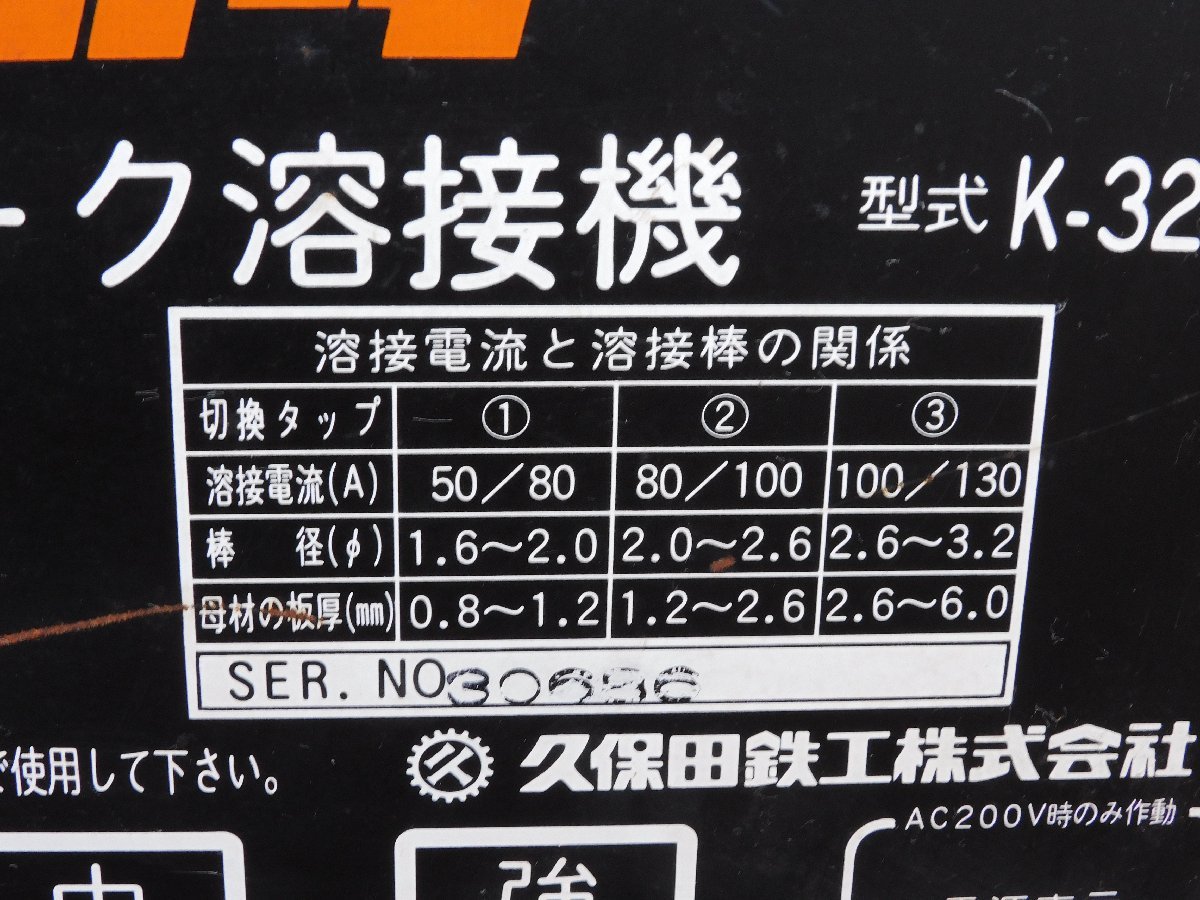 ーク溶接機 型式 K-32
溶接電流と溶接棒の関係
切換タップ ① ② ③
溶接電流(A) 50/80 80/100 100/130
棒 径(φ) 1.6〜2.0 2.0〜2.6 2.6〜3.2
母材の板厚(mm) 0.8〜1.2 1.2〜2.6 2.6〜6.0
SER. NO
で使用して下さい。 久保田鉄工株式会社
AC200V時のみ作動
中 強